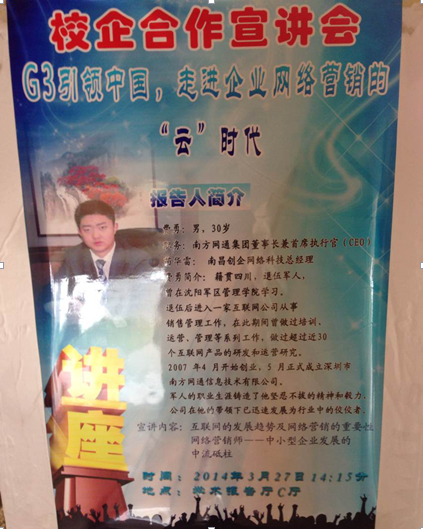 校企合作宣讲会
G3引领中国，走进企业网络营销的
“云”时代
报告人简介
勇：男，30岁
务：南方网通集团董事长兼首席执行官（CEO）
华富：南昌创企网络科技总经理
勇简介：籍贯四川，退伍军人，
曾在沈阳军区管理学院学习。
退伍后进入一家互联网公司从事
销售管理工作，在此期间曾做过培训、
运营、管理等系列工作，做过超过近30
个互联网产品的研发和运营研究。
2007 年4 月开始创业，5 月正式成立深圳市
南方网通信息技术有限公司。
军人的职业生涯铸造了他坚忍不拔的精神和毅力，
公司在他的带领下已迅速发展为行业中的佼佼者。
讲座
宣讲内容：互联网的发展趋势及网络营销的重要性
网络营销师——中小型企业发展的
中流砥柱
时间：2014年3月27日14:15分
地点：学术报告厅C厅